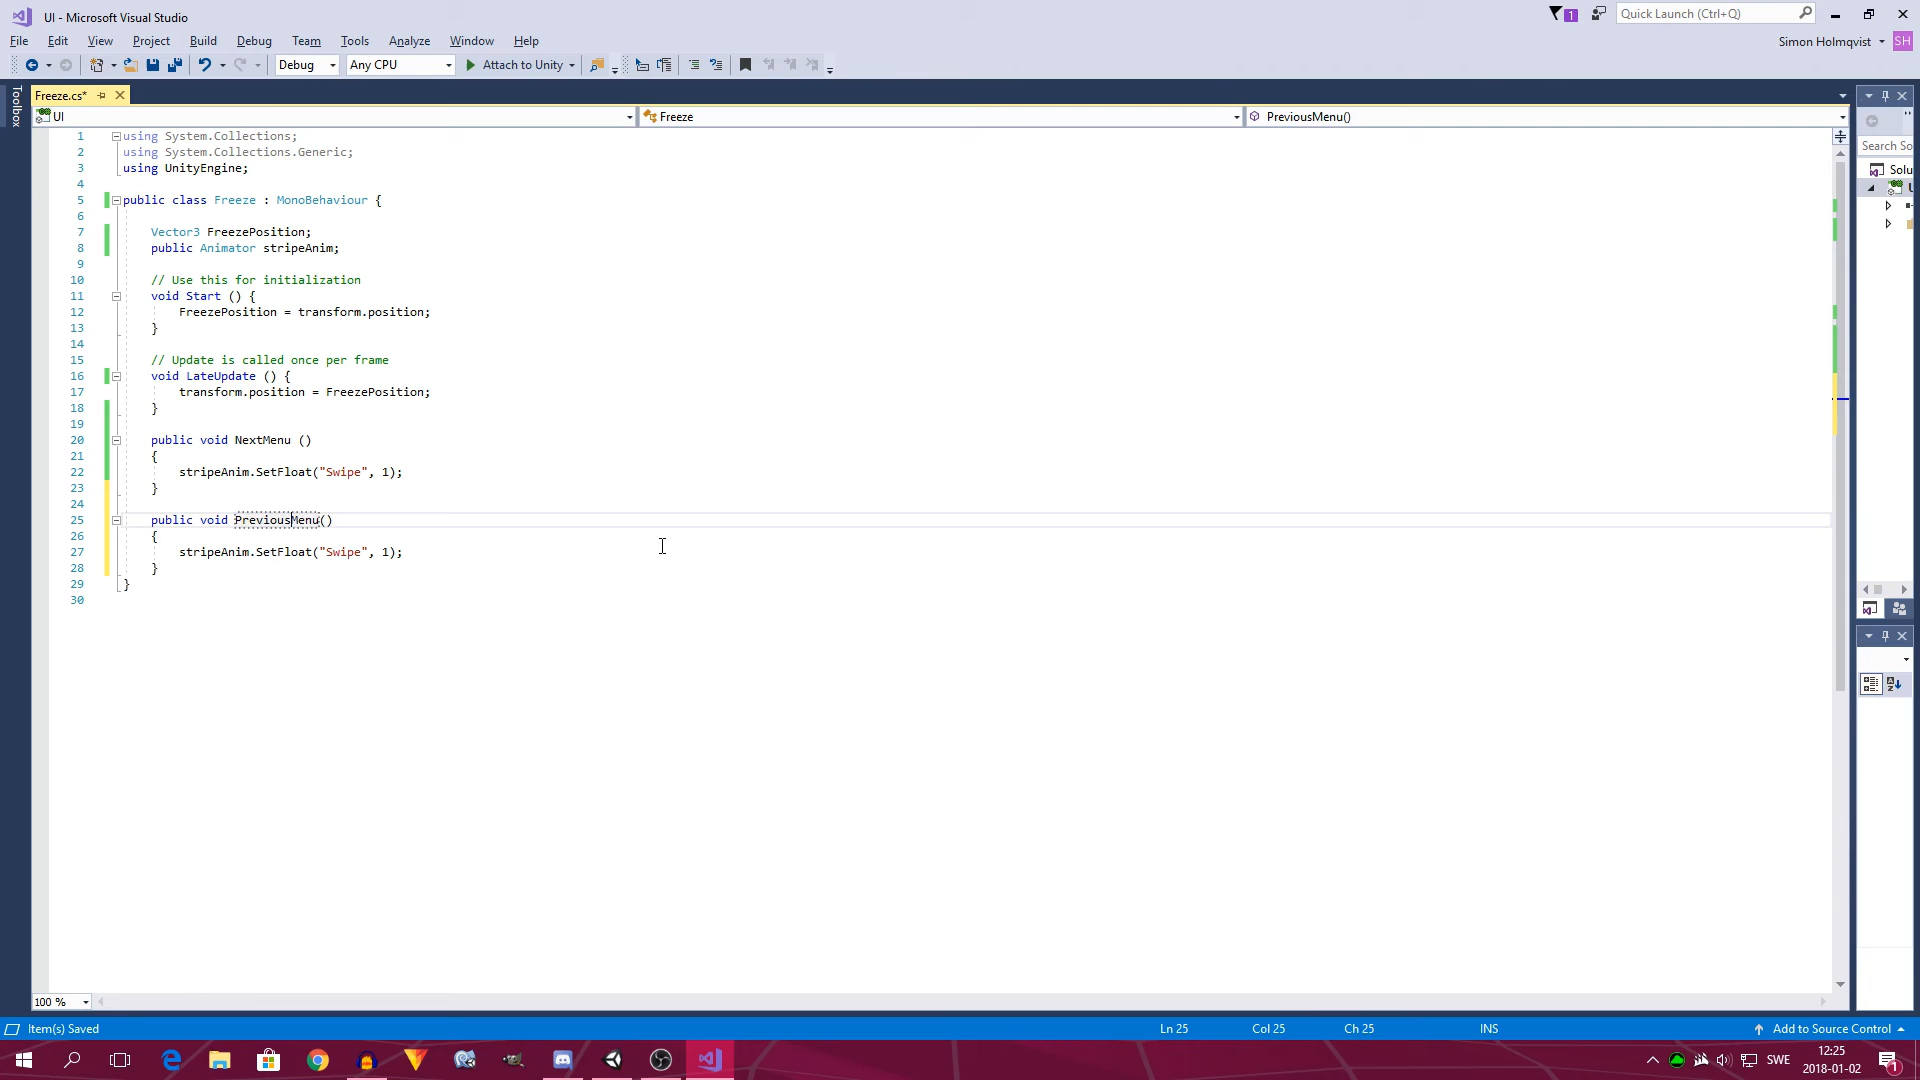 UI - Microsoft Visual Studio
1
Quick Launch (Ctrl+Q)
File Edit View Project Build Debug Team Tools Analyze Window Help
Simon Holmqvist
SH
Debug
Any CPU
Attach to Unity
Toolbox
Freeze.cs*
UI
Freeze
PreviousMenu()
Search So
Solu
1 using System.Collections;
2 using System.Collections.Generic;
3 using UnityEngine;
4
5 public class Freeze : MonoBehaviour {
6
7 Vector3 FreezePosition;
8 public Animator stripeAnim;
9
10 // Use this for initialization
11 void Start () {
12 FreezePosition = transform.position;
13 }
14
15 // Update is called once per frame
16 void LateUpdate () {
17 transform.position = FreezePosition;
18 }
19
20 public void NextMenu ()
21 {
22 stripeAnim.SetFloat("Swipe", 1);
23 }
24
25 public void PreviousMenu()
26 {
27 stripeAnim.SetFloat("Swipe", 1);
28 }
29 }
30
100 %
Item(s) Saved
Ln 25
Col 25
Ch 25
INS
Add to Source Control
SWE
12:25
2018-01-02
1